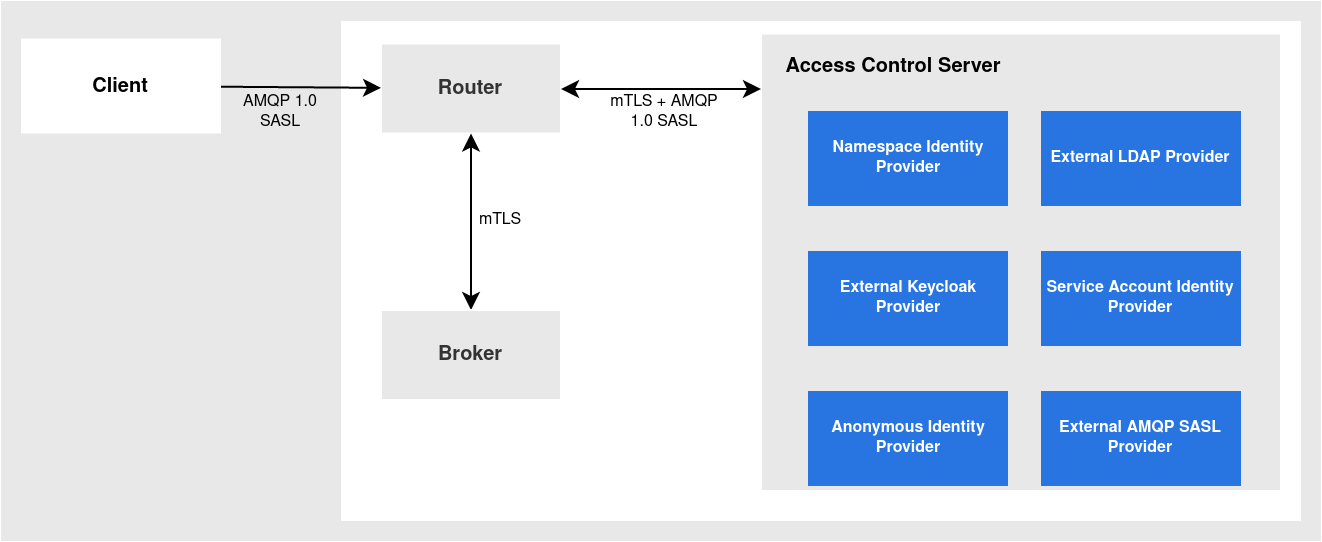 Client
AMQP 1.0
SASL
Router
mTLS + AMQP
1.0 SASL
mTLS
Broker
Access Control Server
Namespace Identity
Provider
External LDAP Provider
External Keycloak
Provider
Service Account Identity
Provider
Anonymous Identity
Provider
External AMQP SASL
Provider